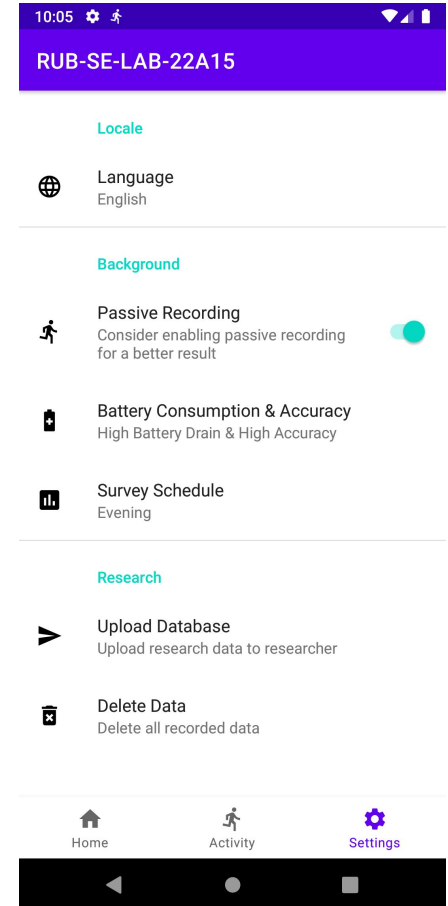 10:05
RUB-SE-LAB-22A15
Locale
Language
English
Background
Passive Recording
Consider enabling passive recording
for a better result
Battery Consumption & Accuracy
High Battery Drain & High Accuracy
Survey Schedule
Evening
Research
Upload Database
Upload research data to researcher
Delete Data
Delete all recorded data
Home Activity Settings